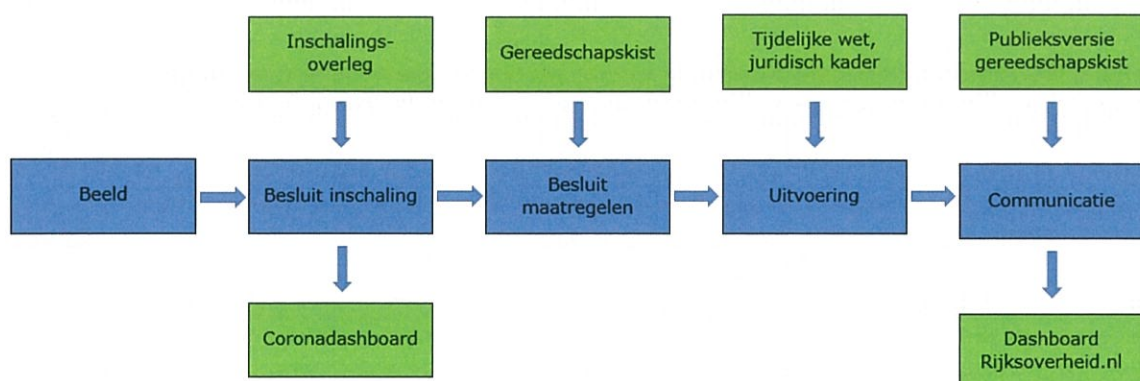 Inschalings-
overleg
Gereedschapskist
Tijdelijke wet,
juridisch kader
Publieksversie
gereedschapskist
Beeld
Besluit inschaling
Besluit
maatregelen
Uitvoering
Communicatie
Coronadashboard
Dashboard
Rijksoverheid.nl